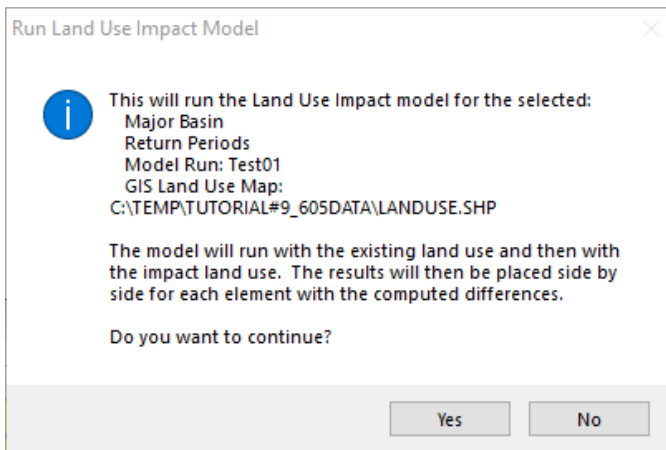 Run Land Use Impact Model
This will run the Land Use Impact model for the selected:
Major Basin
Return Periods
Model Run: Test01
GIS Land Use Map:
C:\TEMP\TUTORIAL#9_605DATA\LANDUSE.SHP
The model will run with the existing land use and then with
the impact land use.  The results will then be placed side by
side for each element with the computed differences.
Do you want to continue?
Yes
No